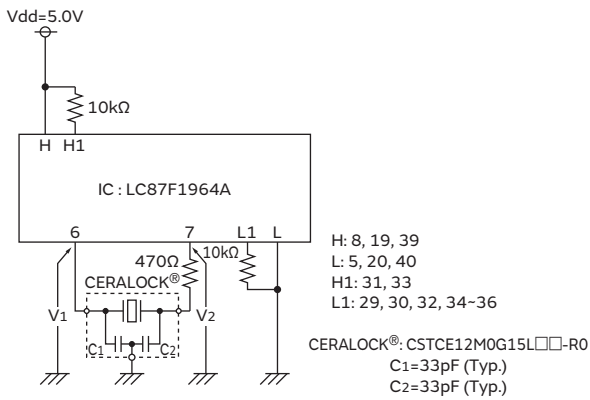 Vdd=5.0V
10kΩ
H H1
IC : LC87F1964A
6 7 L1 L
470Ω 10kΩ
CERALOCK®
V1 V2
C1 C2
H: 8, 19, 39
L: 5, 20, 40
H1: 31, 33
L1: 29, 30, 32, 34~36
CERALOCK®: CSTCE12M0G15L□□-R0
C1=33pF (Typ.)
C2=33pF (Typ.)